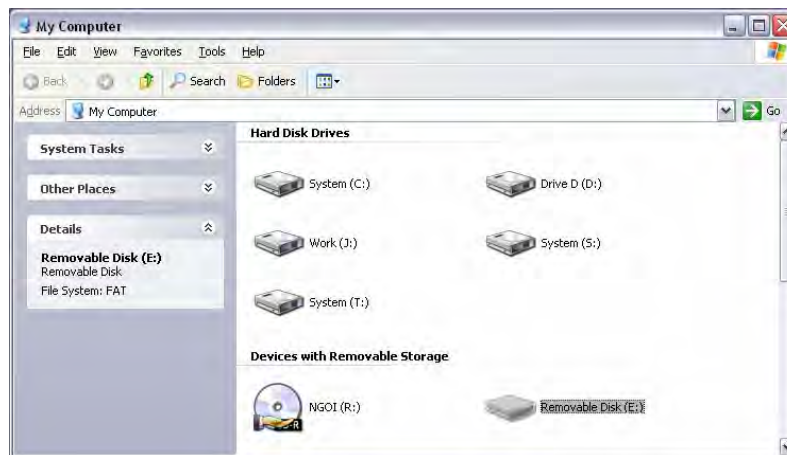 My Computer
File Edit View Favorites Tools Help
Back Search Folders
Address My Computer Go
System Tasks
Other Places
Details
Removable Disk (E:)
Removable Disk
File System: FAT
Hard Disk Drives
System (C:) Drive D (D:)
Work (J:) System (S:)
System (T:)
Devices with Removable Storage
NGOI (R:) Removable Disk (E:)